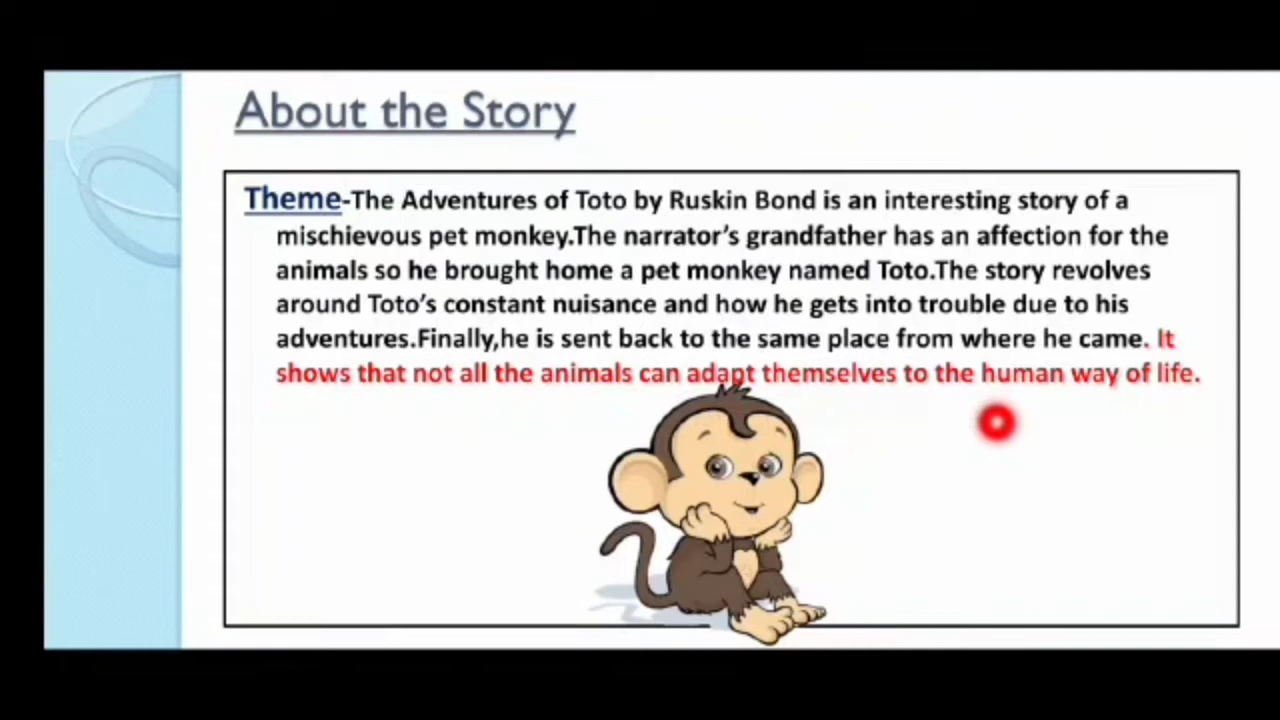 About the Story
Theme-The Adventures of Toto by Ruskin Bond is an interesting story of a
mischievous pet monkey.The narrator's grandfather has an affection for the
animals so he brought home a pet monkey named Toto.The story revolves
around Toto's constant nuisance and how he gets into trouble due to his
adventures.Finally,he is sent back to the same place from where he came. It
shows that not all the animals can adapt themselves to the human way of life.